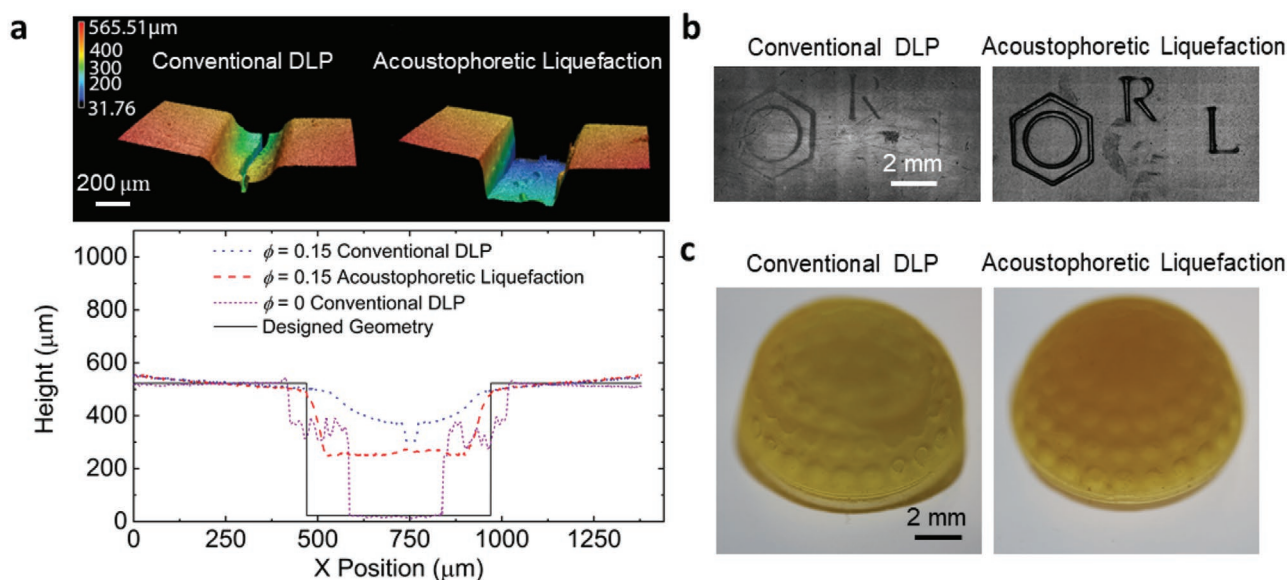 a
565.51µm
400
300
200
31.76
Conventional DLP
Acoustophoretic Liquefaction
200 µm
Height (µm)
1000
800
600
400
200
0
ϕ = 0.15 Conventional DLP
ϕ = 0.15 Acoustophoretic Liquefaction
ϕ = 0 Conventional DLP
Designed Geometry
0 250 500 750 1000 1250
X Position (µm)
b
Conventional DLP
Acoustophoretic Liquefaction
R
2 mm
R
L
c
Conventional DLP
Acoustophoretic Liquefaction
2 mm